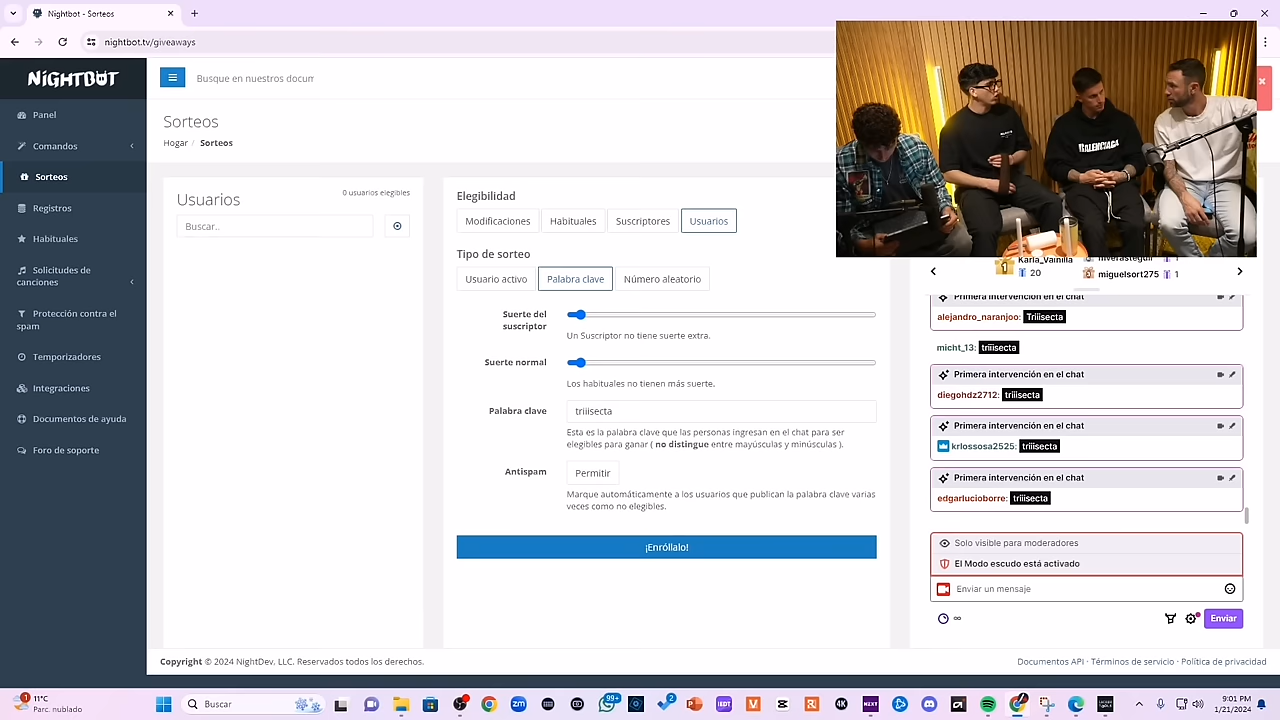 Nightbot - Sorteos
nightbot.tv/giveaways
NIGHTBOT
Busque en nuestros docum
Panel
Comandos
Sorteos
Registros
Habituales
Solicitudes de
canciones
Protección contra el
spam
Temporizadores
Integraciones
Documentos de ayuda
Foro de soporte
Sorteos
Hogar / Sorteos
Usuarios
0 usuarios elegibles
Buscar..
Elegibilidad
Modificaciones
Habituales
Suscriptores
Usuarios
Tipo de sorteo
Usuario activo
Palabra clave
Número aleatorio
Suerte del
suscriptor
Un Suscriptor no tiene suerte extra.
Suerte normal
Los habituales no tienen más suerte.
Palabra clave
triiisecta
Esta es la palabra clave que las personas ingresan en el chat para ser
elegibles para ganar ( no distingue entre mayúsculas y minúsculas ).
Antispam
Permitir
Marque automáticamente a los usuarios que publican la palabra clave varias
veces como no elegibles.
¡Enróllalo!
BALENCIAGA
Karla_Vainilla
20
1
miguelsort275 1
Primera intervención en el chat
alejandro_naranjoo: Triiisecta
micht_13: triiisecta
Primera intervención en el chat
diegohdz2712: triiisecta
Primera intervención en el chat
krlossosa2525: triiisecta
Primera intervención en el chat
edgarlucioborre: triiisecta
Solo visible para moderadores
El Modo escudo está activado
Enviar un mensaje
∞
Enviar
Copyright © 2024 NightDev, LLC. Reservados todos los derechos.
Documentos API · Términos de servicio · Política de privacidad
1
11°C
Parc. nublado
Buscar
zm
99+
2
IEDT
4K
NEXT
9:01 PM
1/21/2024